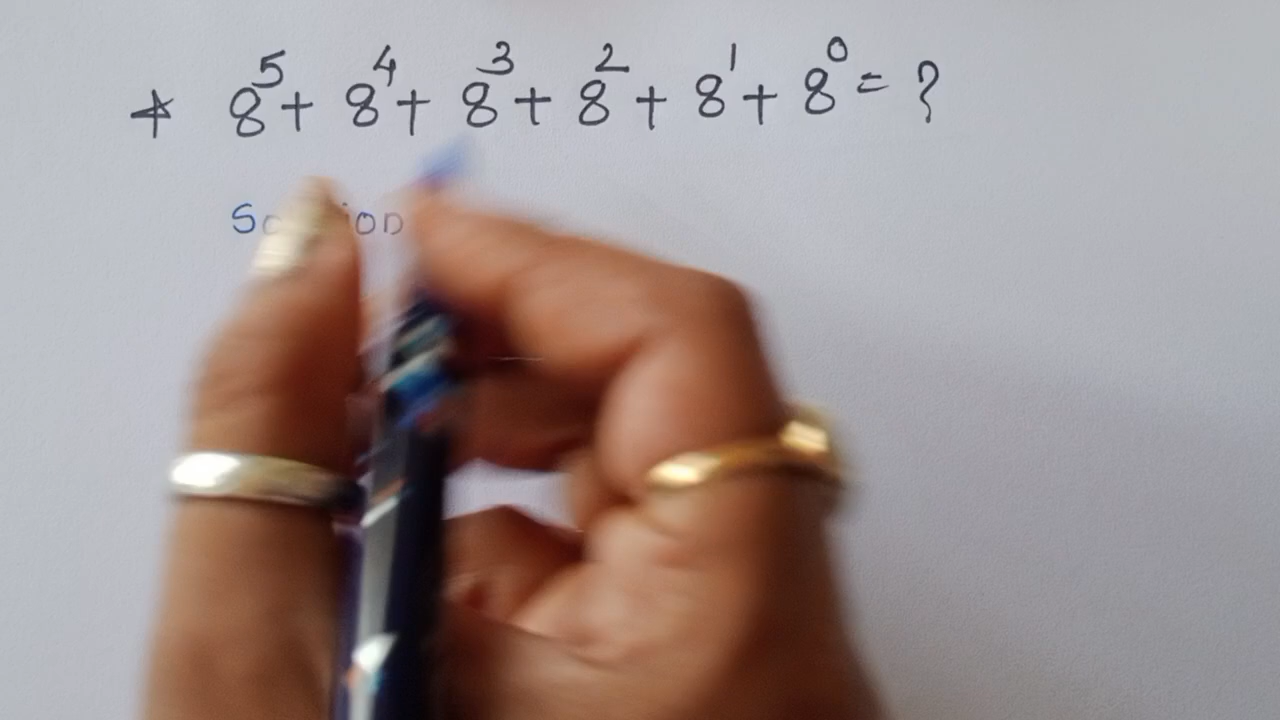 * 8⁵ + 8⁴ + 8³ + 8² + 8¹ + 8⁰ = ?